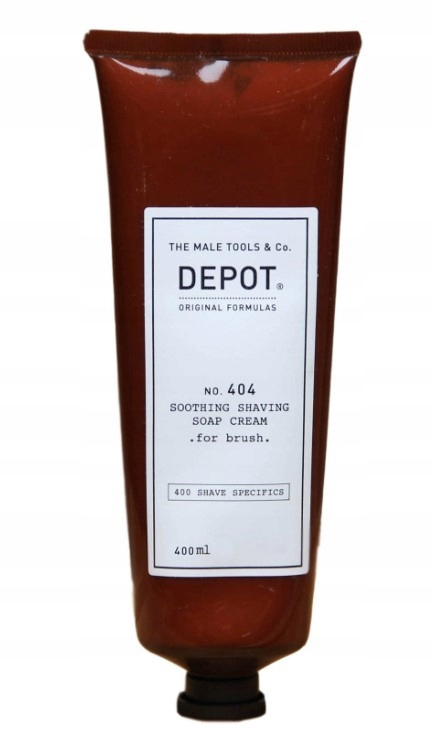 THE MALE TOOLS & Co.
DEPOT®
ORIGINAL FORMULAS
NO. 404
SOOTHING SHAVING
SOAP CREAM
.for brush.
400 SHAVE SPECIFICS
400ml